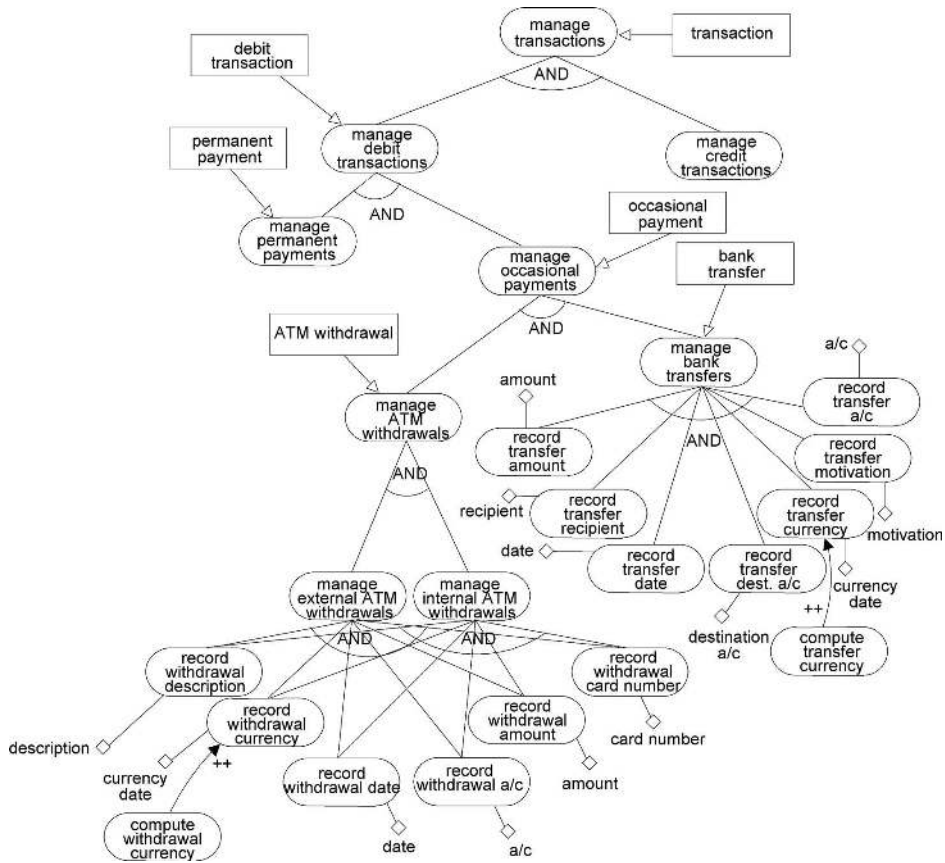 manage
transactions
transaction
debit
transaction
AND
permanent
payment
manage
debit
transactions
manage
credit
transactions
AND
occasional
payment
manage
permanent
payments
manage
occasional
payments
bank
transfer
ATM withdrawal
AND
manage
bank
transfers
a/c
amount
manage
ATM
withdrawals
record
transfer
a/c
AND
record
transfer
amount
record
transfer
motivation
AND
recipient
record
transfer
recipient
record
transfer
currency
motivation
date
record
transfer
date
record
transfer
dest. a/c
currency
date
manage
external ATM
withdrawals
manage
internal ATM
withdrawals
++
destination
a/c
compute
transfer
currency
AND
AND
record
withdrawal
description
record
withdrawal
card number
record
withdrawal
currency
record
withdrawal
amount
card number
description
++
currency
date
record
withdrawal date
record
withdrawal a/c
amount
compute
withdrawal
currency
date
a/c